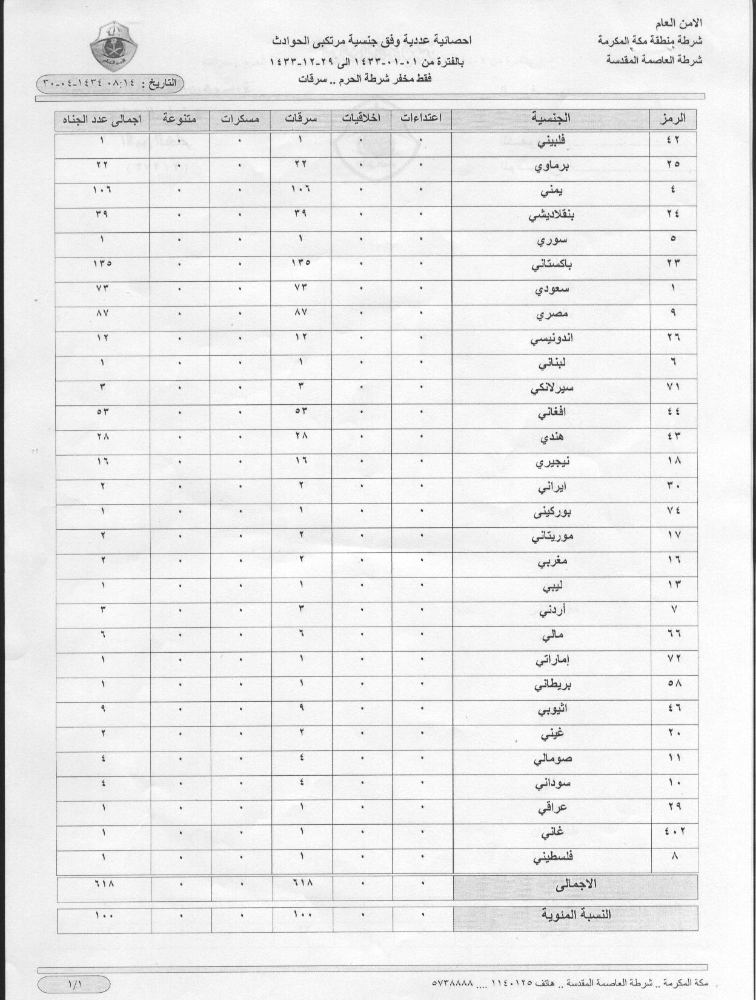 الامن العام
شرطة منطقة مكة المكرمة
شرطة العاصمة المقدسة
احصائية عددية وفق جنسية مرتكبى الحوادث
بالفترة من ٠١-٠١-١٤٣٣ الى ٢٩-١٢-١٤٣٣
فقط مخفر شرطة الحرم .. سرقات
التاريخ : ٠٨:١٤ ١٤٣٤-٠٤-٣٠
الرمز الجنسية اعتداءات اخلاقيات سرقات مسكرات متنوعة اجمالى عدد الجناه
٤٢ فلبيني ٠ ٠ ١ ٠ ٠ ١
٢٥ برماوي ٠ ٠ ٢٢ ٠ ٠ ٢٢
٤ يمني ٠ ٠ ١٠٦ ٠ ٠ ١٠٦
٢٤ بنقلاديشي ٠ ٠ ٣٩ ٠ ٠ ٣٩
٥ سوري ٠ ٠ ١ ٠ ٠ ١
٢٣ باكستاني ٠ ٠ ١٣٥ ٠ ٠ ١٣٥
١ سعودي ٠ ٠ ٧٣ ٠ ٠ ٧٣
٩ مصري ٠ ٠ ٨٧ ٠ ٠ ٨٧
٢٦ اندونيسي ٠ ٠ ١٢ ٠ ٠ ١٢
٦ لبناني ٠ ٠ ١ ٠ ٠ ١
٧١ سيرلانكي ٠ ٠ ٣ ٠ ٠ ٣
٤٤ افغاني ٠ ٠ ٥٣ ٠ ٠ ٥٣
٤٣ هندي ٠ ٠ ٢٨ ٠ ٠ ٢٨
١٨ نيجيري ٠ ٠ ١٦ ٠ ٠ ١٦
٣٠ ايراني ٠ ٠ ٢ ٠ ٠ ٢
٧٤ بوركينى ٠ ٠ ١ ٠ ٠ ١
١٧ موريتاني ٠ ٠ ٢ ٠ ٠ ٢
١٦ مغربي ٠ ٠ ٢ ٠ ٠ ٢
١٣ ليبي ٠ ٠ ١ ٠ ٠ ١
٧ أردني ٠ ٠ ٣ ٠ ٠ ٣
٦٦ مالي ٠ ٠ ٦ ٠ ٠ ٦
٧٢ إماراتي ٠ ٠ ١ ٠ ٠ ١
٥٨ بريطاني ٠ ٠ ١ ٠ ٠ ١
٤٦ اثيوبي ٠ ٠ ٩ ٠ ٠ ٩
٢٠ غيني ٠ ٠ ٢ ٠ ٠ ٢
١١ صومالي ٠ ٠ ٤ ٠ ٠ ٤
١٠ سوداني ٠ ٠ ٤ ٠ ٠ ٤
٢٩ عراقي ٠ ٠ ١ ٠ ٠ ١
٤٠٢ غاني ٠ ٠ ١ ٠ ٠ ١
٨ فلسطيني ٠ ٠ ١ ٠ ٠ ١
الاجمالى ٠ ٠ ٦١٨ ٠ ٠ ٦١٨
النسبة المئوية ٠ ٠ ١٠٠ ٠ ٠ ١٠٠
مكة المكرمة .. شرطة العاصمة المقدسة .. هاتف ١١٤٠١٢٥ .... ٥٧٣٨٨٨٨
١/١